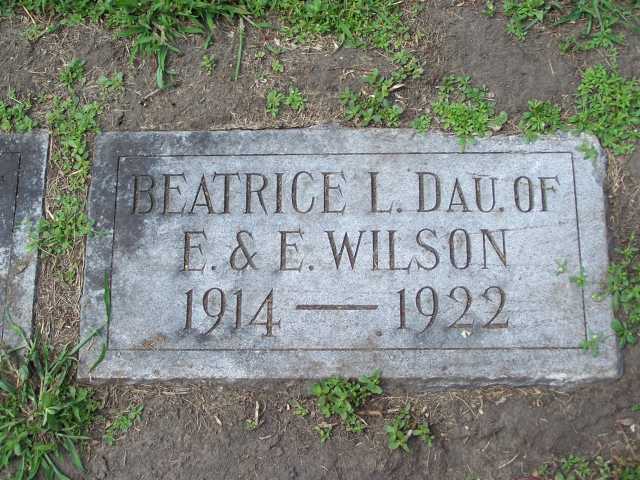 BEATRICE L. DAU. OF
E. & E. WILSON
1914 — 1922